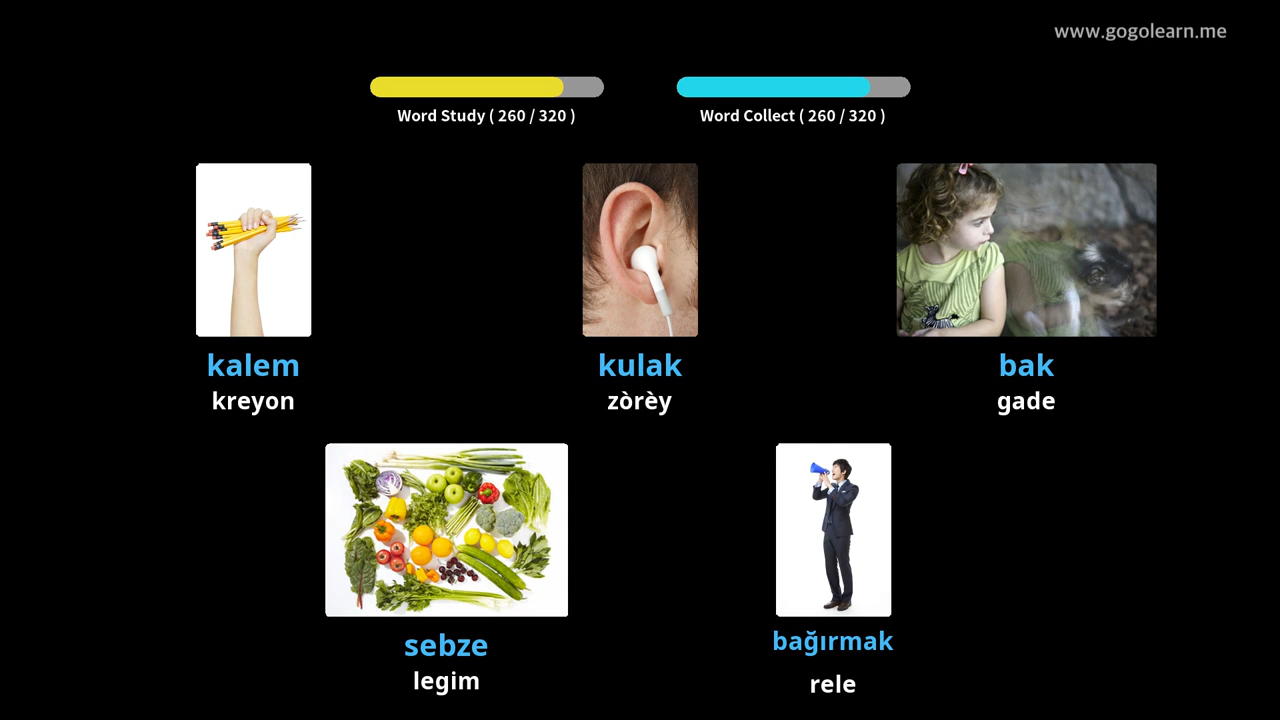 www.gogolearn.me
Word Study ( 260 / 320 )
Word Collect ( 260 / 320 )
kalem
kreyon
kulak
zòrèy
bak
gade
sebze
legim
bağırmak
rele